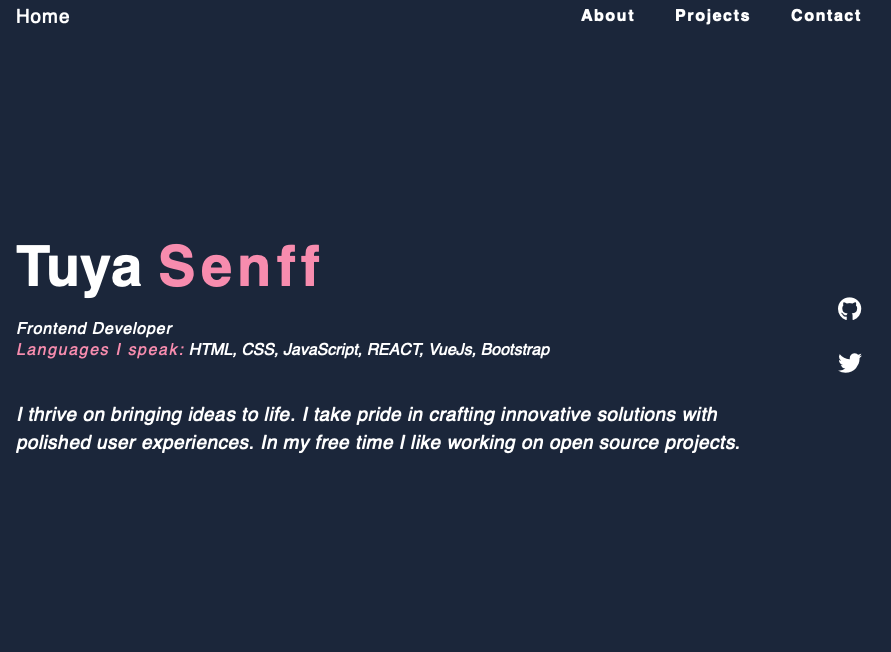 Home
About
Projects
Contact
Tuya Senff
Frontend Developer
Languages I speak: HTML, CSS, JavaScript, REACT, VueJs, Bootstrap
I thrive on bringing ideas to life. I take pride in crafting innovative solutions with
polished user experiences. In my free time I like working on open source projects.